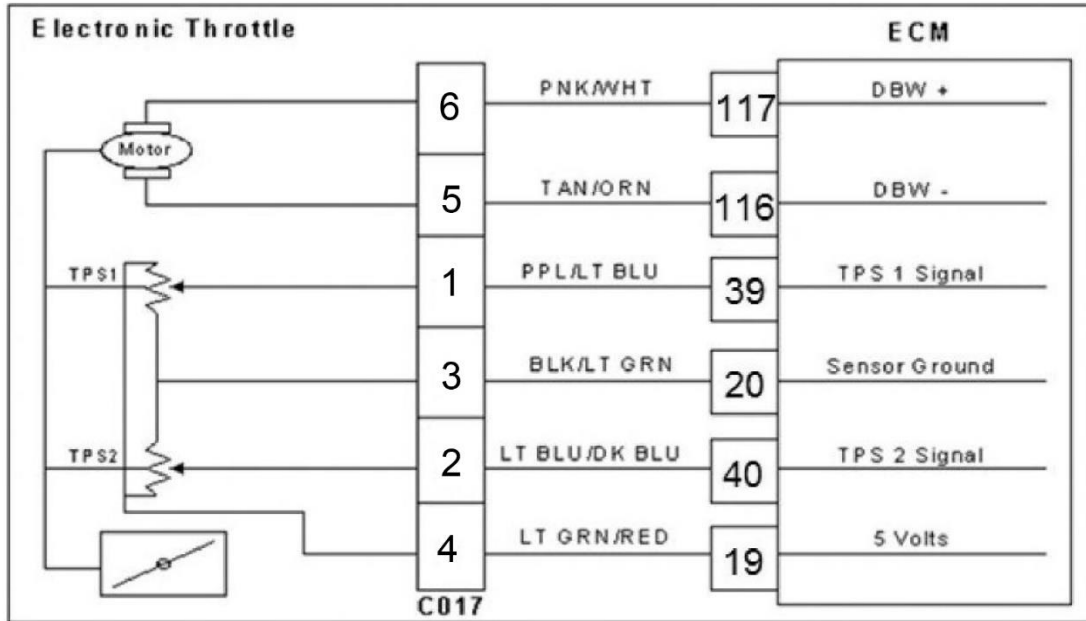 Electronic Throttle
ECM
6 PNK/WHT 117 DBW +
Motor
5 TAN/ORN 116 DBW -
TPS1 1 PPL/LT BLU 39 TPS 1 Signal
3 BLK/LT GRN 20 Sensor Ground
TPS2 2 LT BLU/DK BLU 40 TPS 2 Signal
4 LT GRN/RED 19 5 Volts
C017